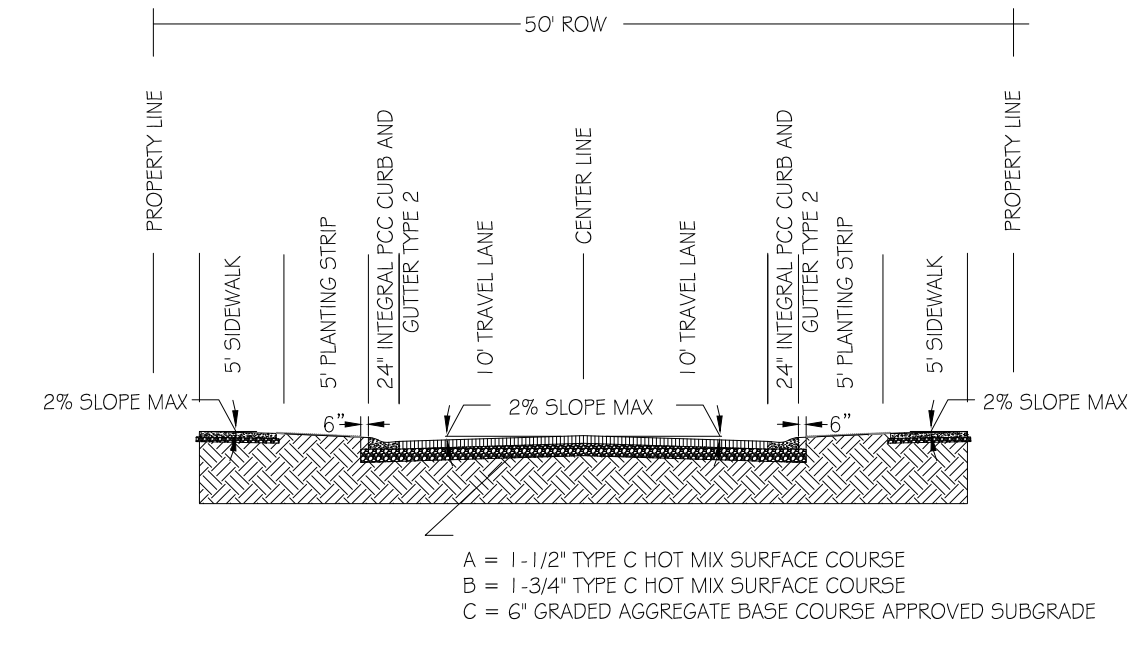 50' ROW
PROPERTY LINE
5' SIDEWALK
5' PLANTING STRIP
24" INTEGRAL PCC CURB AND
GUTTER TYPE 2
10' TRAVEL LANE
CENTER LINE
10' TRAVEL LANE
24" INTEGRAL PCC CURB AND
GUTTER TYPE 2
5' PLANTING STRIP
5' SIDEWALK
PROPERTY LINE
2% SLOPE MAX
6"
2% SLOPE MAX
6"
2% SLOPE MAX
A = 1-1/2" TYPE C HOT MIX SURFACE COURSE
B = 1-3/4" TYPE C HOT MIX SURFACE COURSE
C = 6" GRADED AGGREGATE BASE COURSE APPROVED SUBGRADE